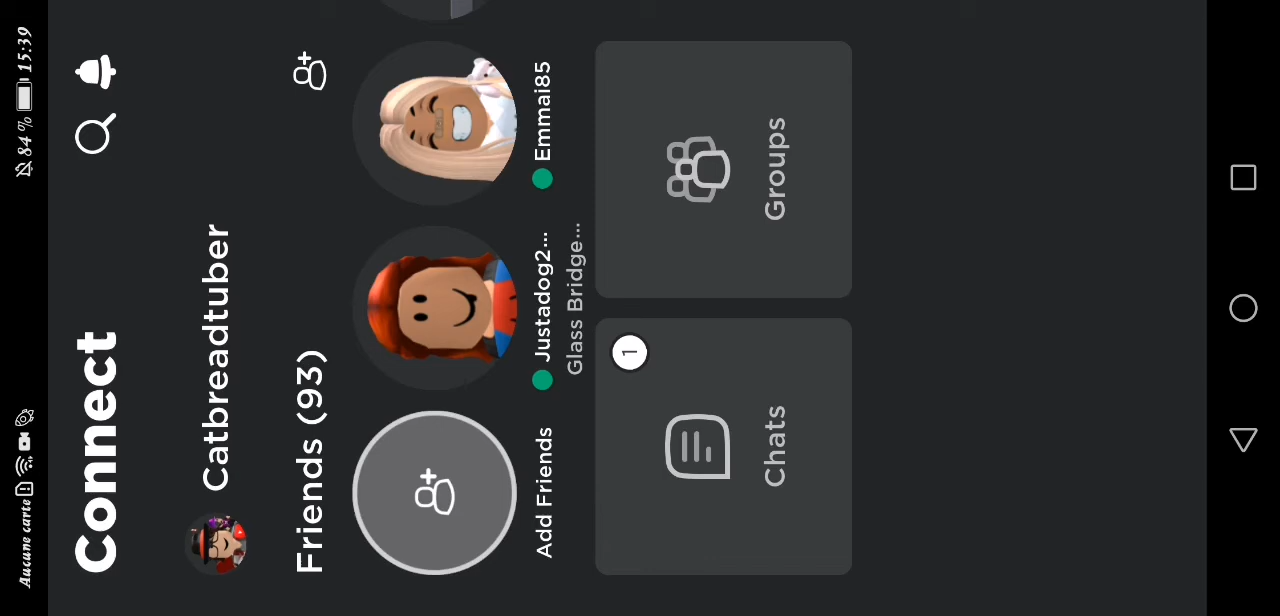 Aucune carte
84 %
15:39
Connect
Catbreadtuber
Friends (93)
Add Friends
Justadog2...
Glass Bridge...
Emmai85
1
Chats
Groups